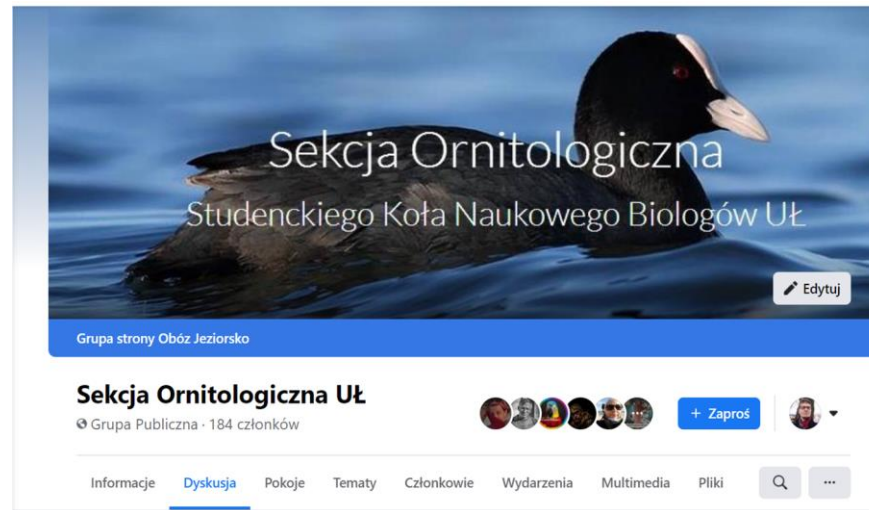 Sekcja Ornitologiczna
Studenckiego Koła Naukowego Biologów UŁ
Edytuj
Grupa strony Obóz Jeziorsko
Sekcja Ornitologiczna UŁ
Grupa Publiczna · 184 członków
+ Zaproś
Informacje Dyskusja Pokoje Tematy Członkowie Wydarzenia Multimedia Pliki